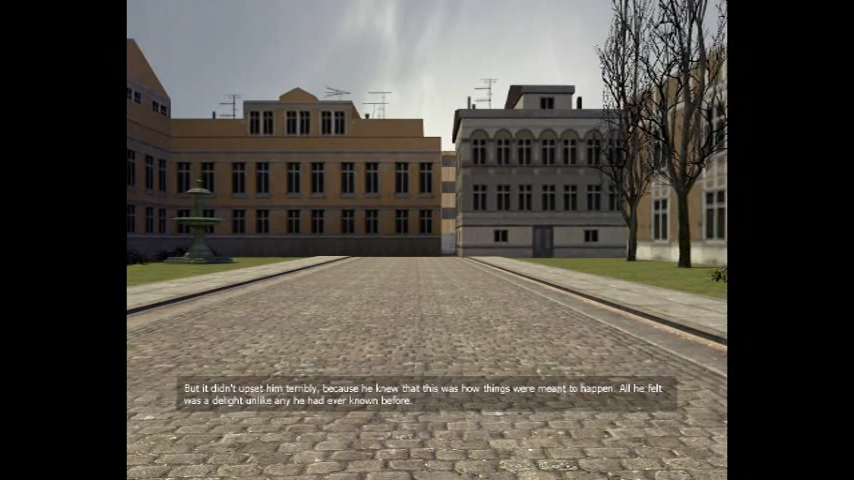 But it didn't upset him terribly, because he knew that this was how things were meant to happen. All he felt
was a delight unlike any he had ever known before.